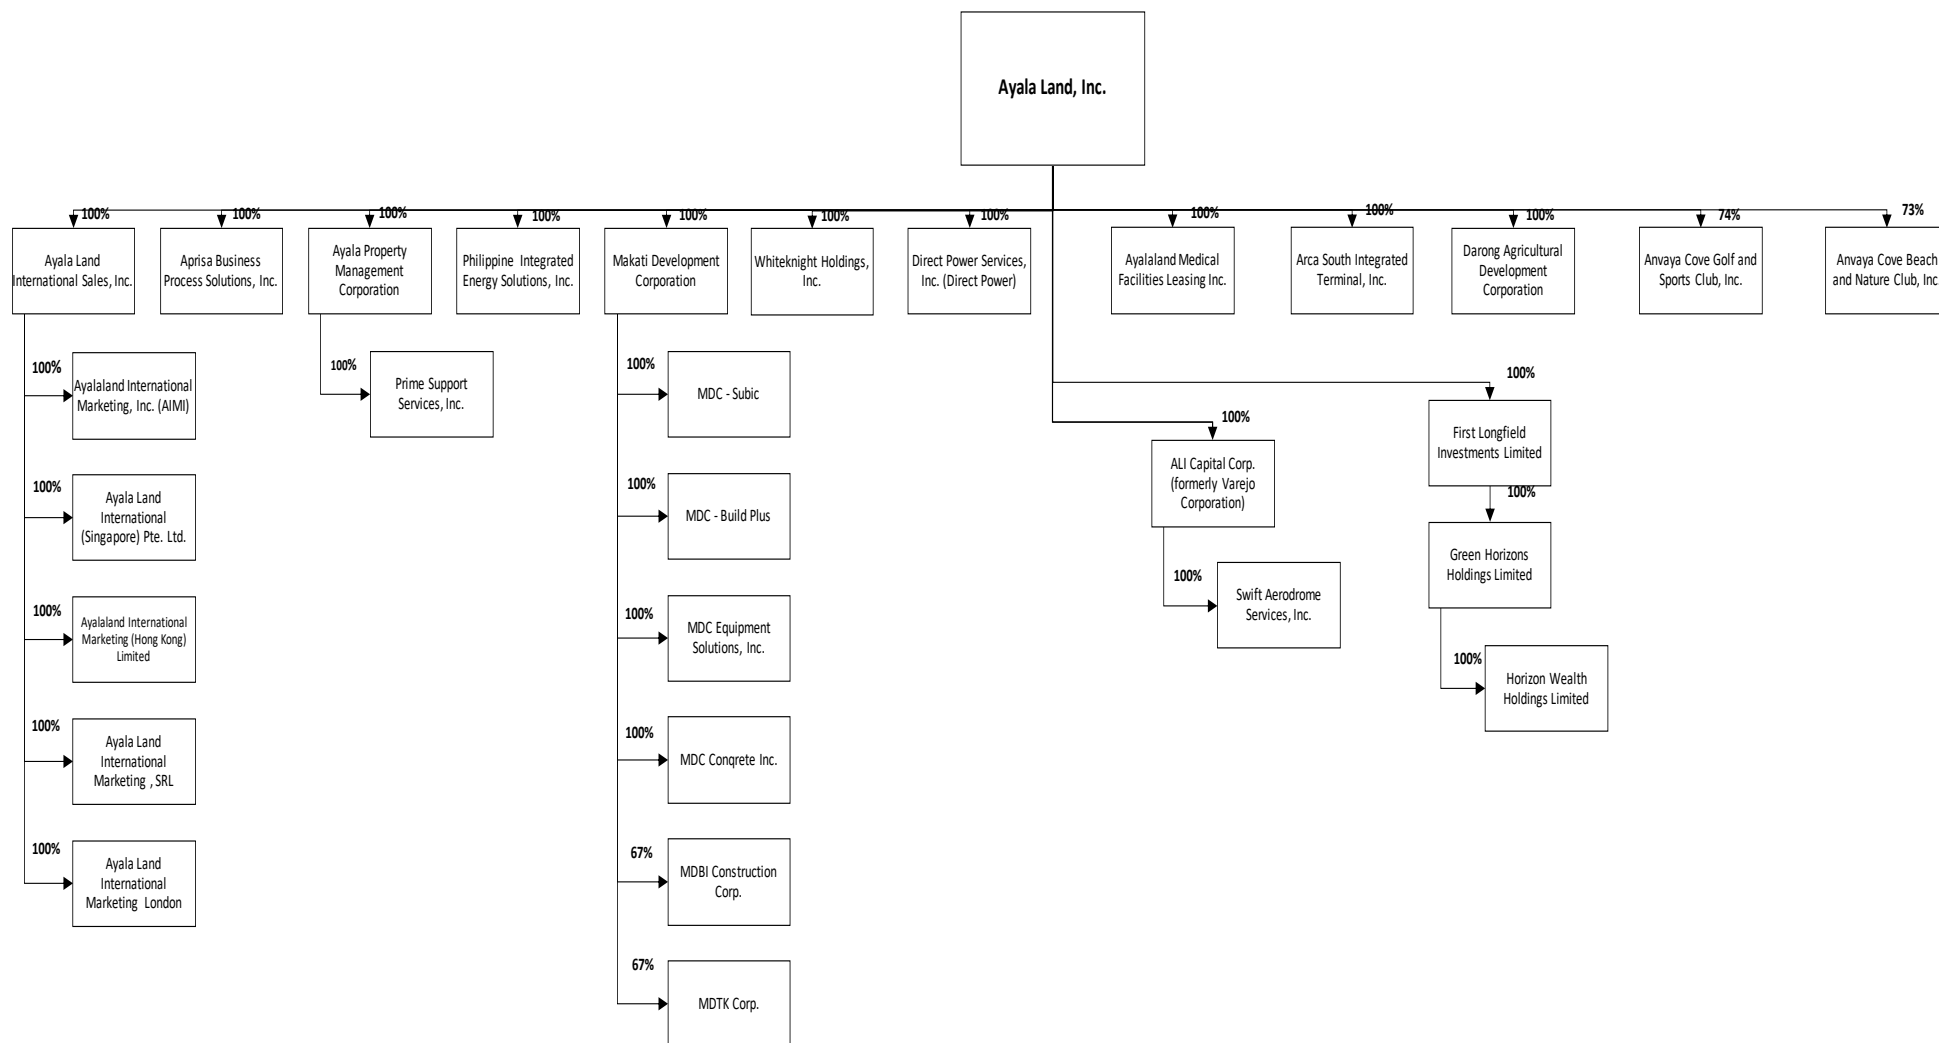 Ayala Land, Inc.
100%
100%
100%
100%
100%
100%
100%
100%
100%
100%
74%
73%
Ayala Land
International Sales, Inc.
Aprisa Business
Process Solutions, Inc.
Ayala Property
Management
Corporation
Philippine Integrated
Energy Solutions, Inc.
Makati Development
Corporation
Whiteknight Holdings,
Inc.
Direct Power Services,
Inc. (Direct Power)
Ayalaland Medical
Facilities Leasing Inc.
Arca South Integrated
Terminal, Inc.
Darong Agricultural
Development
Corporation
Anvaya Cove Golf and
Sports Club, Inc.
Anvaya Cove Beach
and Nature Club, Inc.
100%
Ayalaland International
Marketing, Inc. (AIMI)
100%
Ayala Land
International
(Singapore) Pte. Ltd.
100%
Ayalaland International
Marketing (Hong Kong)
Limited
100%
Ayala Land
International
Marketing , SRL
100%
Ayala Land
International
Marketing London
100%
Prime Support
Services, Inc.
100%
MDC - Subic
100%
MDC - Build Plus
100%
MDC Equipment
Solutions, Inc.
100%
MDC Conqrete Inc.
67%
MDBI Construction
Corp.
67%
MDTK Corp.
100%
ALI Capital Corp.
(formerly Varejo
Corporation)
100%
Swift Aerodrome
Services, Inc.
100%
First Longfield
Investments Limited
100%
Green Horizons
Holdings Limited
100%
Horizon Wealth
Holdings Limited